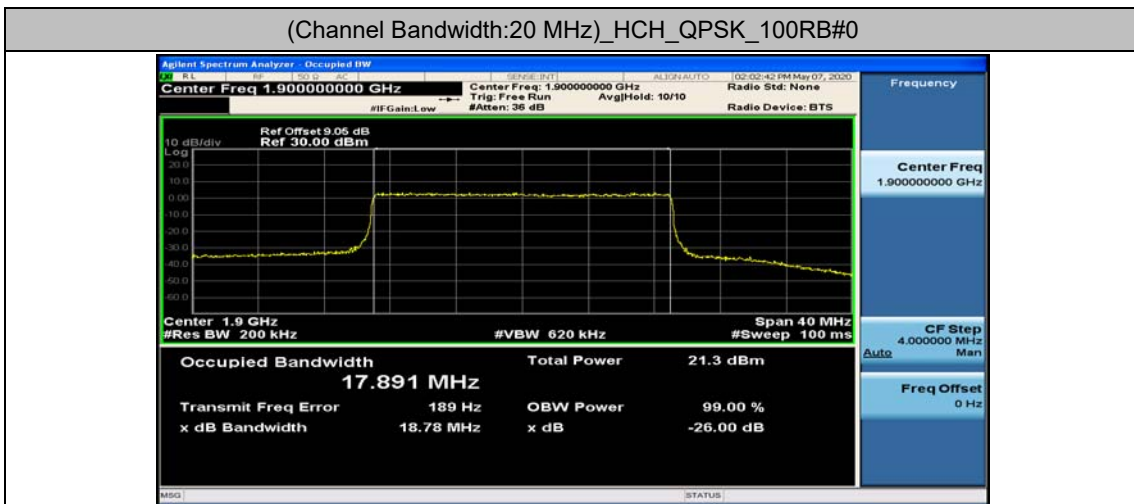 (Channel Bandwidth:20 MHz)_HCH_QPSK_100RB#0
Agilent Spectrum Analyzer - Occupied BW
RL RF 50 Ω AC SENSE:INT ALIGN AUTO 02:02:42 PM May 07, 2020
Center Freq 1.900000000 GHz Center Freq: 1.900000000 GHz Radio Std: None
Trig: Free Run Avg|Hold: 10/10
#IFGain:Low #Atten: 36 dB Radio Device: BTS
Frequency
Ref Offset 9.05 dB
10 dB/div Ref 30.00 dBm
Log
20.0
10.0
0.00
-10.0
-20.0
-30.0
-40.0
-50.0
-60.0
Center Freq
1.900000000 GHz
Center 1.9 GHz Span 40 MHz
#Res BW 200 kHz #VBW 620 kHz #Sweep 100 ms
CF Step
4.000000 MHz
Auto Man
Occupied Bandwidth Total Power 21.3 dBm
17.891 MHz
Freq Offset
0 Hz
Transmit Freq Error 189 Hz OBW Power 99.00 %
x dB Bandwidth 18.78 MHz x dB -26.00 dB
MSG STATUS